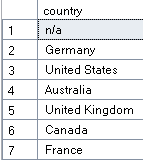 country
1 n/a
2 Germany
3 United States
4 Australia
5 United Kingdom
6 Canada
7 France